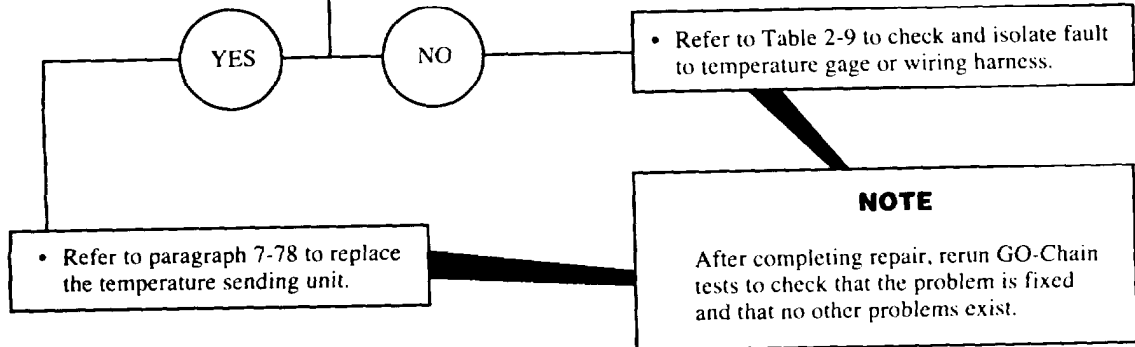 YES
NO
• Refer to Table 2-9 to check and isolate fault
to temperature gage or wiring harness.
• Refer to paragraph 7-78 to replace
the temperature sending unit.
NOTE
After completing repair, rerun GO-Chain
tests to check that the problem is fixed
and that no other problems exist.